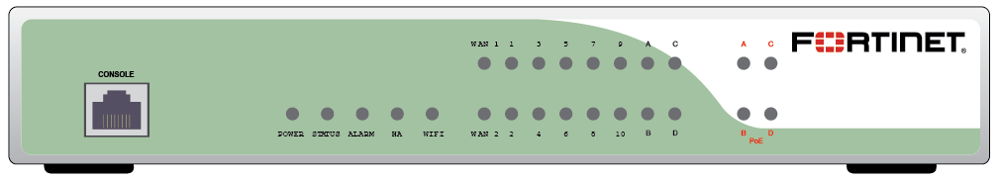 WAN 1 1 3 5 7 9 A C A C FORTINET®
CONSOLE
POWER STATUS ALARM HA WIFI WAN 2 2 4 6 8 10 B D B D
PoE